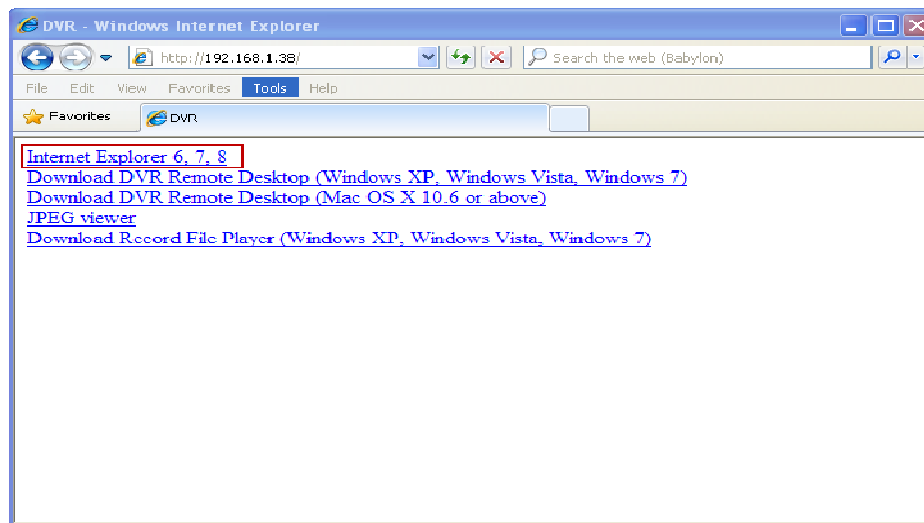 DVR - Windows Internet Explorer
http://192.168.1.38/
Search the web (Babylon)
File Edit View Favorites Tools Help
Favorites DVR
Internet Explorer 6, 7, 8
Download DVR Remote Desktop (Windows XP, Windows Vista, Windows 7)
Download DVR Remote Desktop (Mac OS X 10.6 or above)
JPEG viewer
Download Record File Player (Windows XP, Windows Vista, Windows 7)